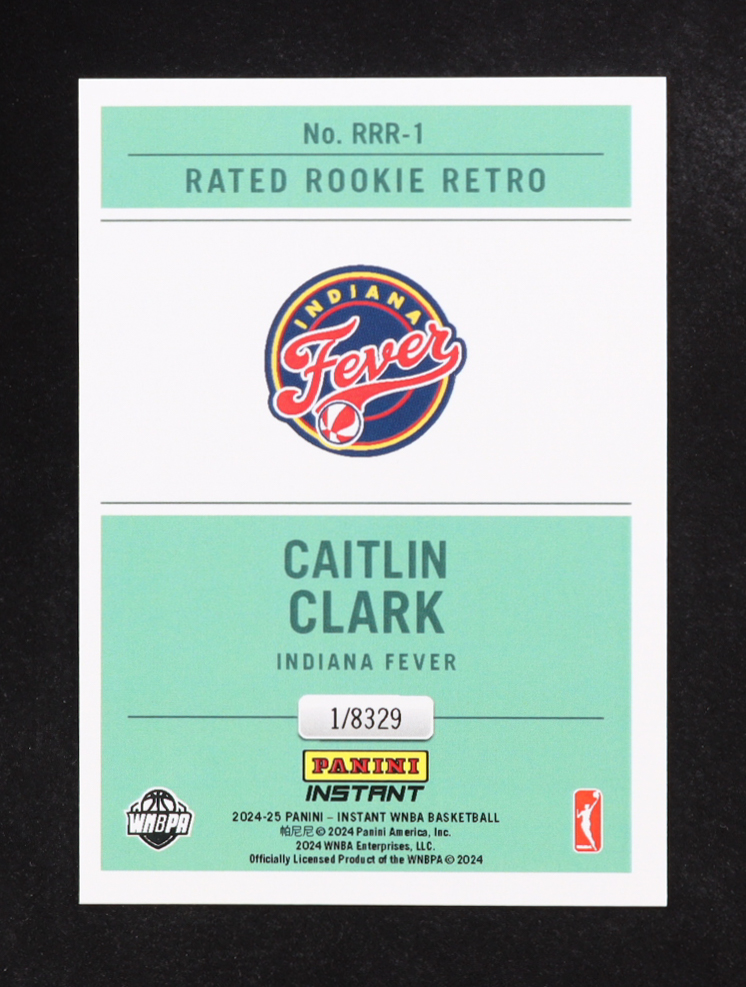 No. RRR-1
RATED ROOKIE RETRO
INDIANA
Fever
CAITLIN
CLARK
INDIANA FEVER
1/8329
PANINI
INSTANT
WNBPA
2024-25 PANINI – INSTANT WNBA BASKETBALL
帕尼尼 © 2024 Panini America, Inc.
2024 WNBA Enterprises, LLC.
Officially Licensed Product of the WNBPA © 2024